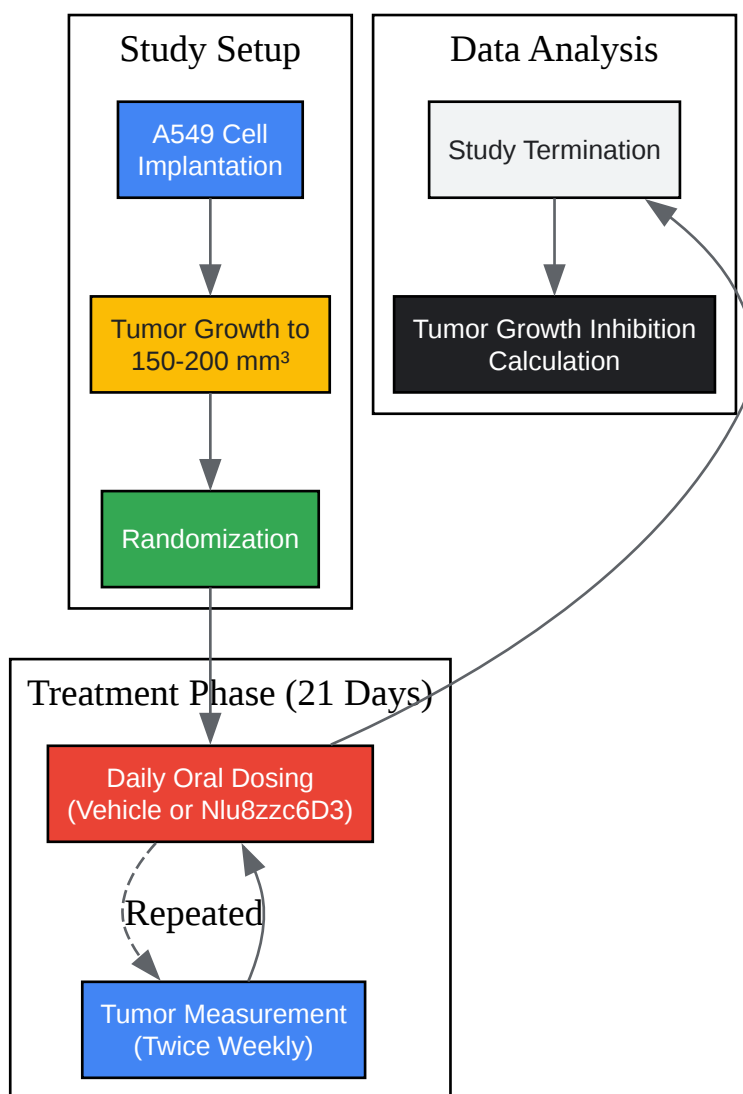 Study Setup
A549 Cell
Implantation
Tumor Growth to
150-200 mm³
Randomization
Data Analysis
Study Termination
Tumor Growth Inhibition
Calculation
Treatment Phase (21 Days)
Daily Oral Dosing
(Vehicle or Nlu8zzc6D3)
Repeated
Tumor Measurement
(Twice Weekly)